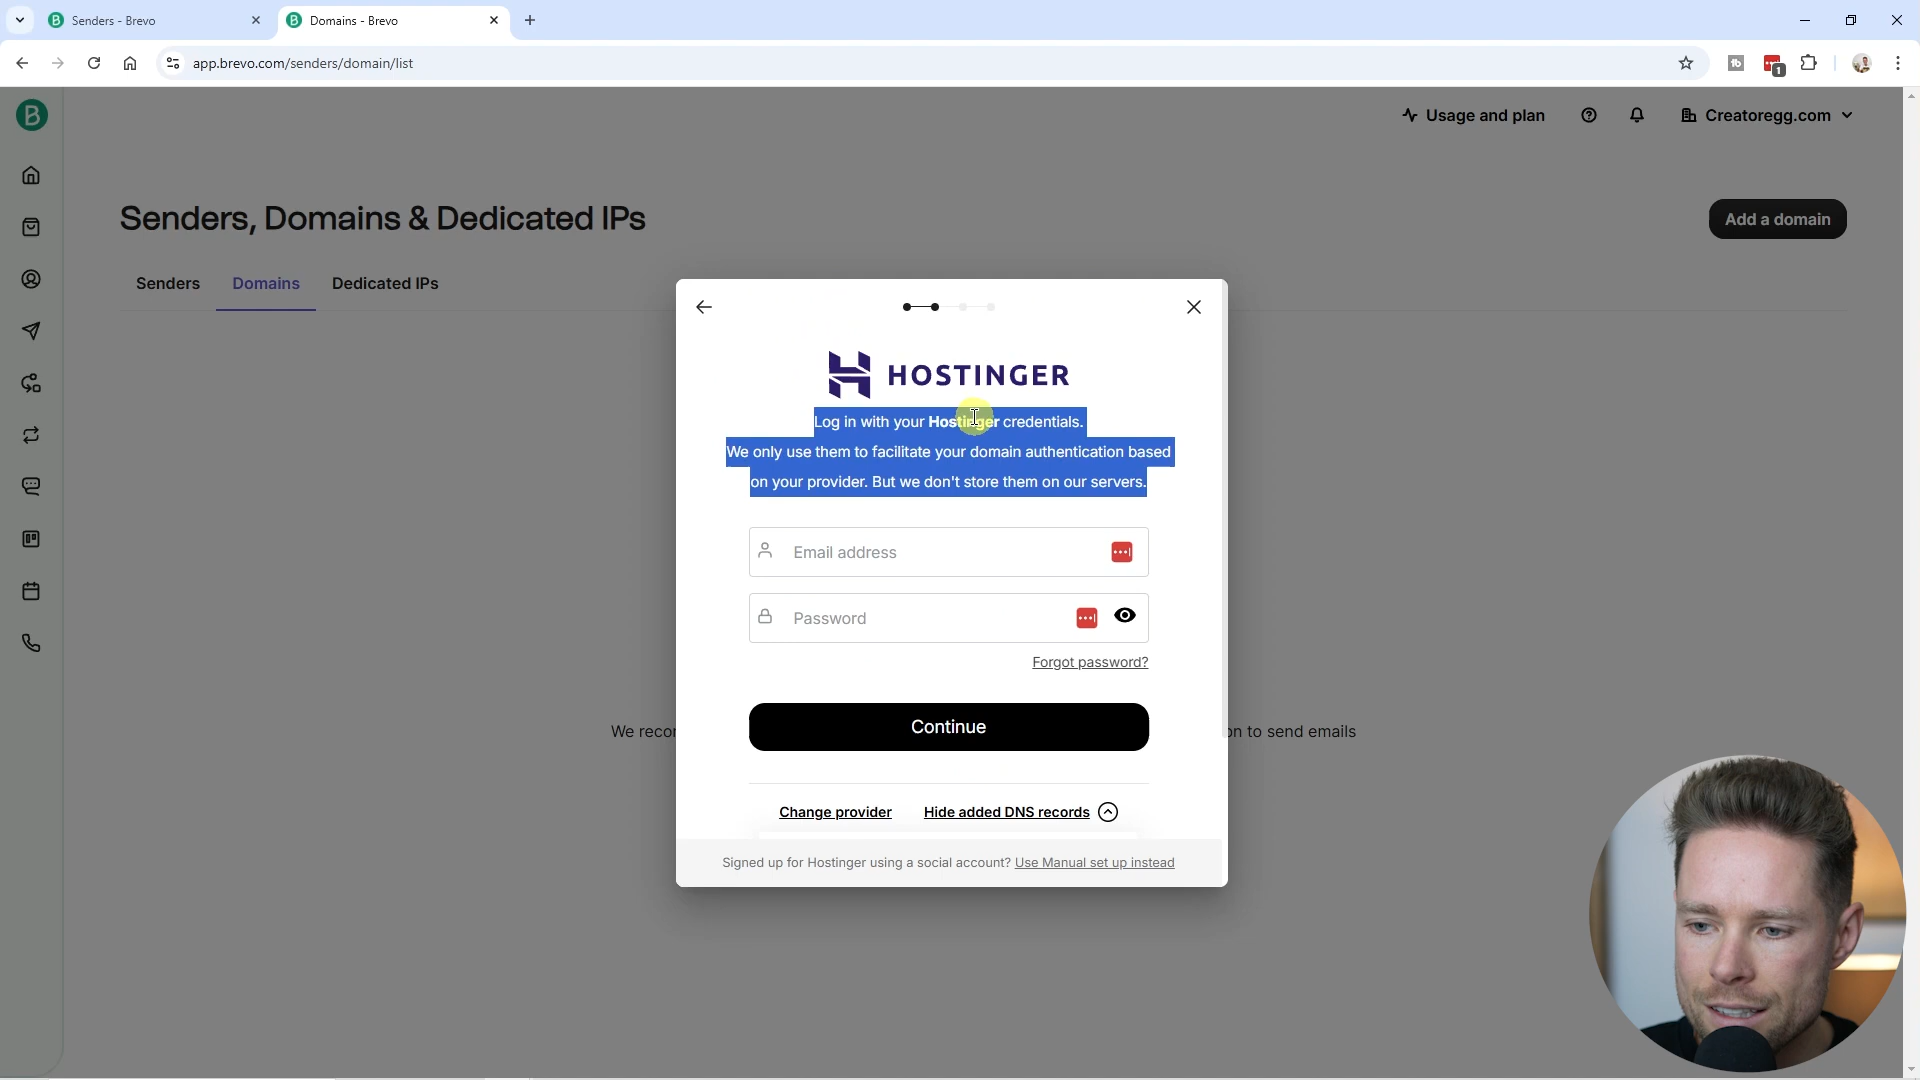 Senders - Brevo
Domains - Brevo
app.brevo.com/senders/domain/list
1
B
Usage and plan
Creatoregg.com
Senders, Domains & Dedicated IPs
Add a domain
Senders
Domains
Dedicated IPs
HOSTINGER
Log in with your Hostinger credentials.
We only use them to facilitate your domain authentication based
on your provider. But we don't store them on our servers.
Email address
Password
Forgot password?
We
on to send emails
Continue
Change provider
Hide added DNS records
Signed up for Hostinger using a social account? Use Manual set up instead